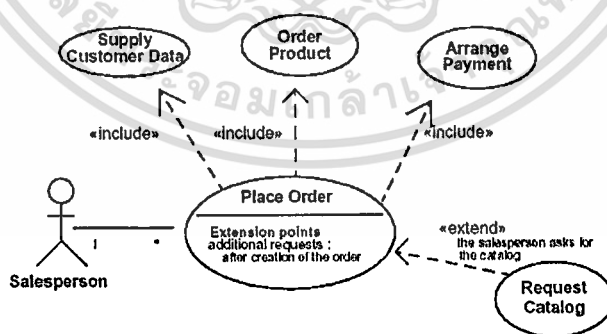 Supply
Customer Data
Order
Product
Arrange
Payment
«include»
«include»
«include»
Place Order
Extension points
additional requests :
after creation of the order
1
*
Salesperson
«extend»
the salesperson asks for
the catalog
Request
Catalog